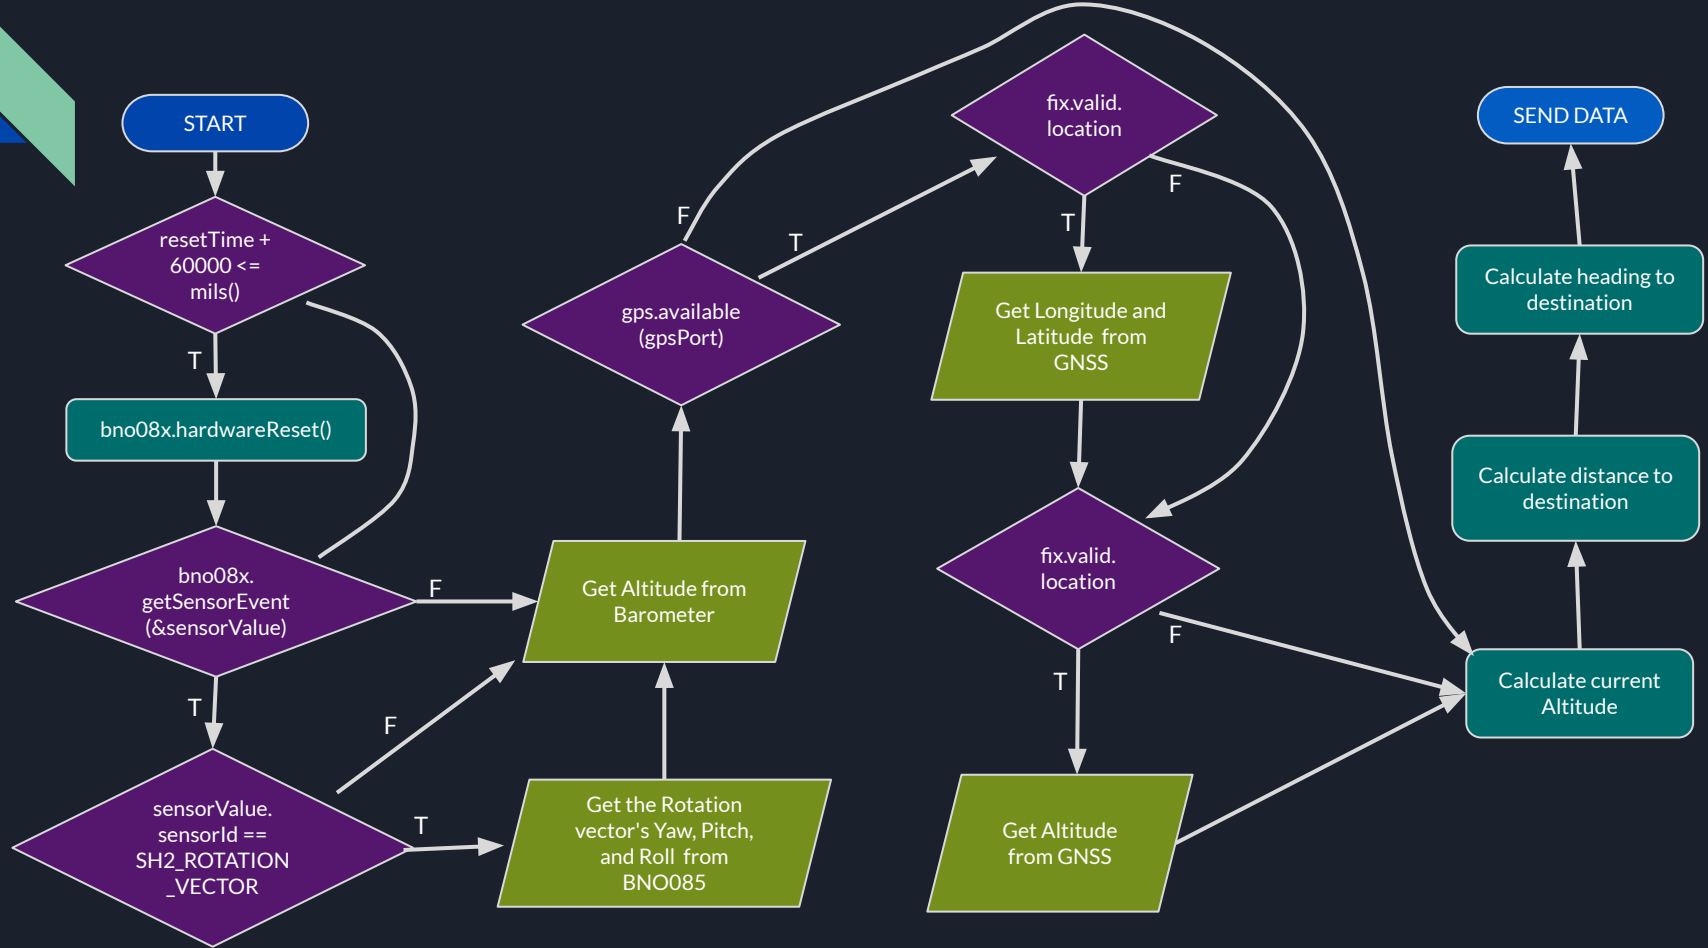 START
resetTime +
60000 <=
mils()
T
bno08x.hardwareReset()
bno08x.
getSensorEvent
(&sensorValue)
F
T
sensorValue.
sensorId ==
SH2_ROTATION
_VECTOR
F
T
Get the Rotation
vector's Yaw, Pitch,
and Roll from
BNO085
Get Altitude from
Barometer
gps.available
(gpsPort)
F
T
fix.valid.
location
F
T
Get Longitude and
Latitude from
GNSS
fix.valid.
location
F
T
Get Altitude
from GNSS
Calculate current
Altitude
Calculate distance to
destination
Calculate heading to
destination
SEND DATA